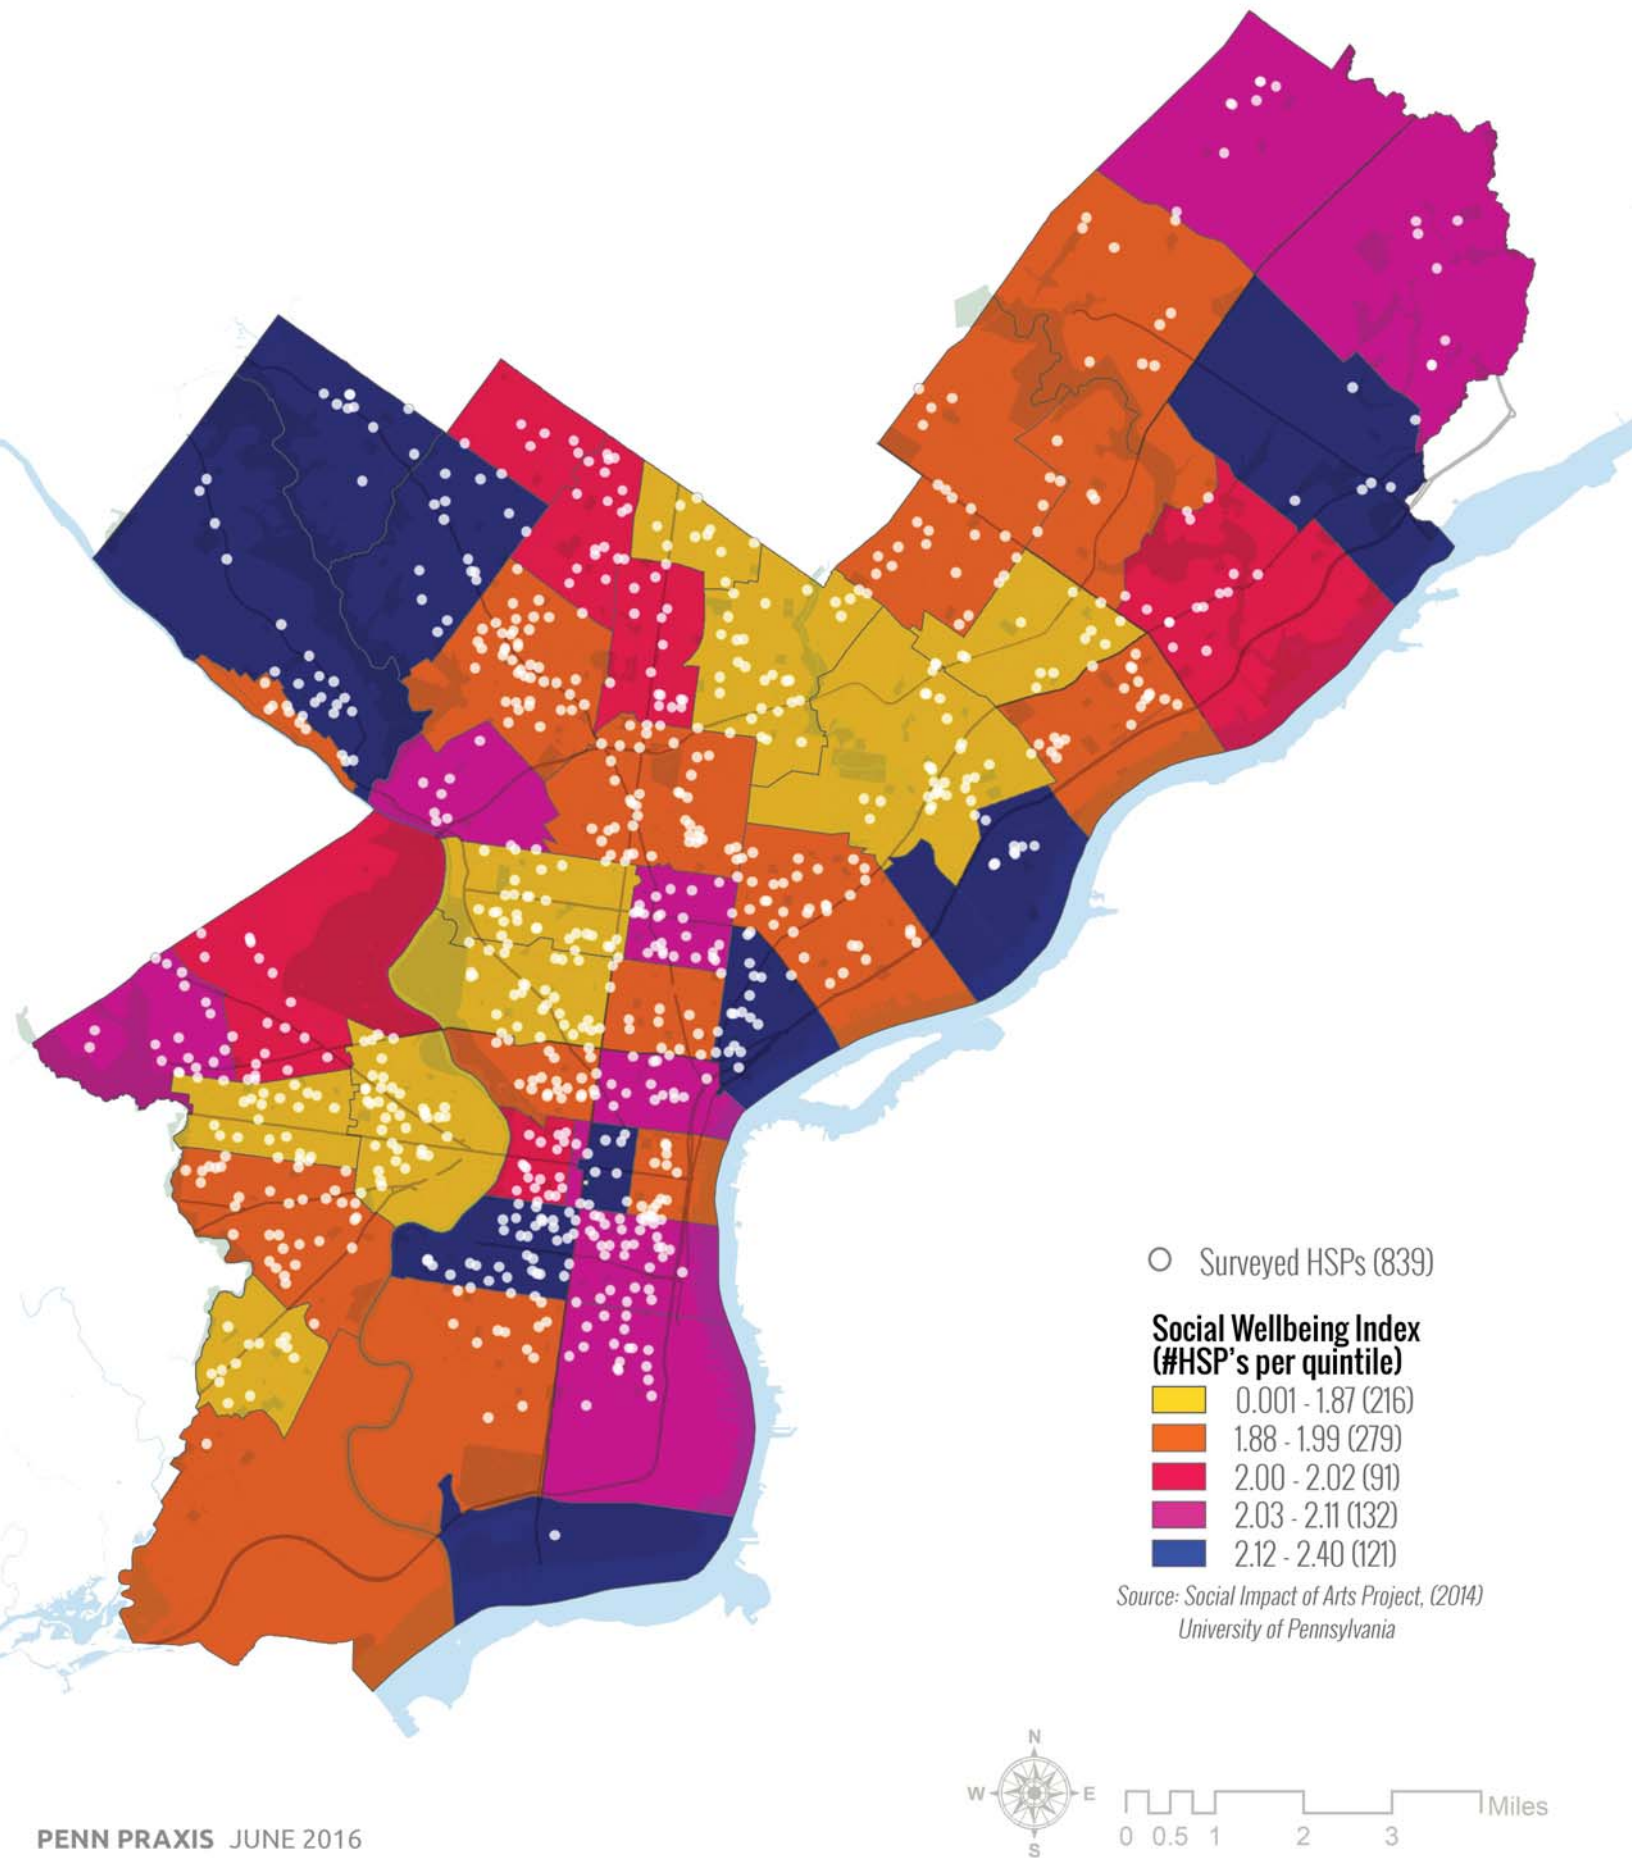 Surveyed HSPs (839)
Social Wellbeing Index
(#HSP's per quintile)
0.001 - 1.87 (216)
1.88 - 1.99 (279)
2.00 - 2.02 (91)
2.03 - 2.11 (132)
2.12 - 2.40 (121)
Source: Social Impact of Arts Project, (2014)
University of Pennsylvania
N
W E
S
Miles
0 0.5 1 2 3
PENN PRAXIS JUNE 2016